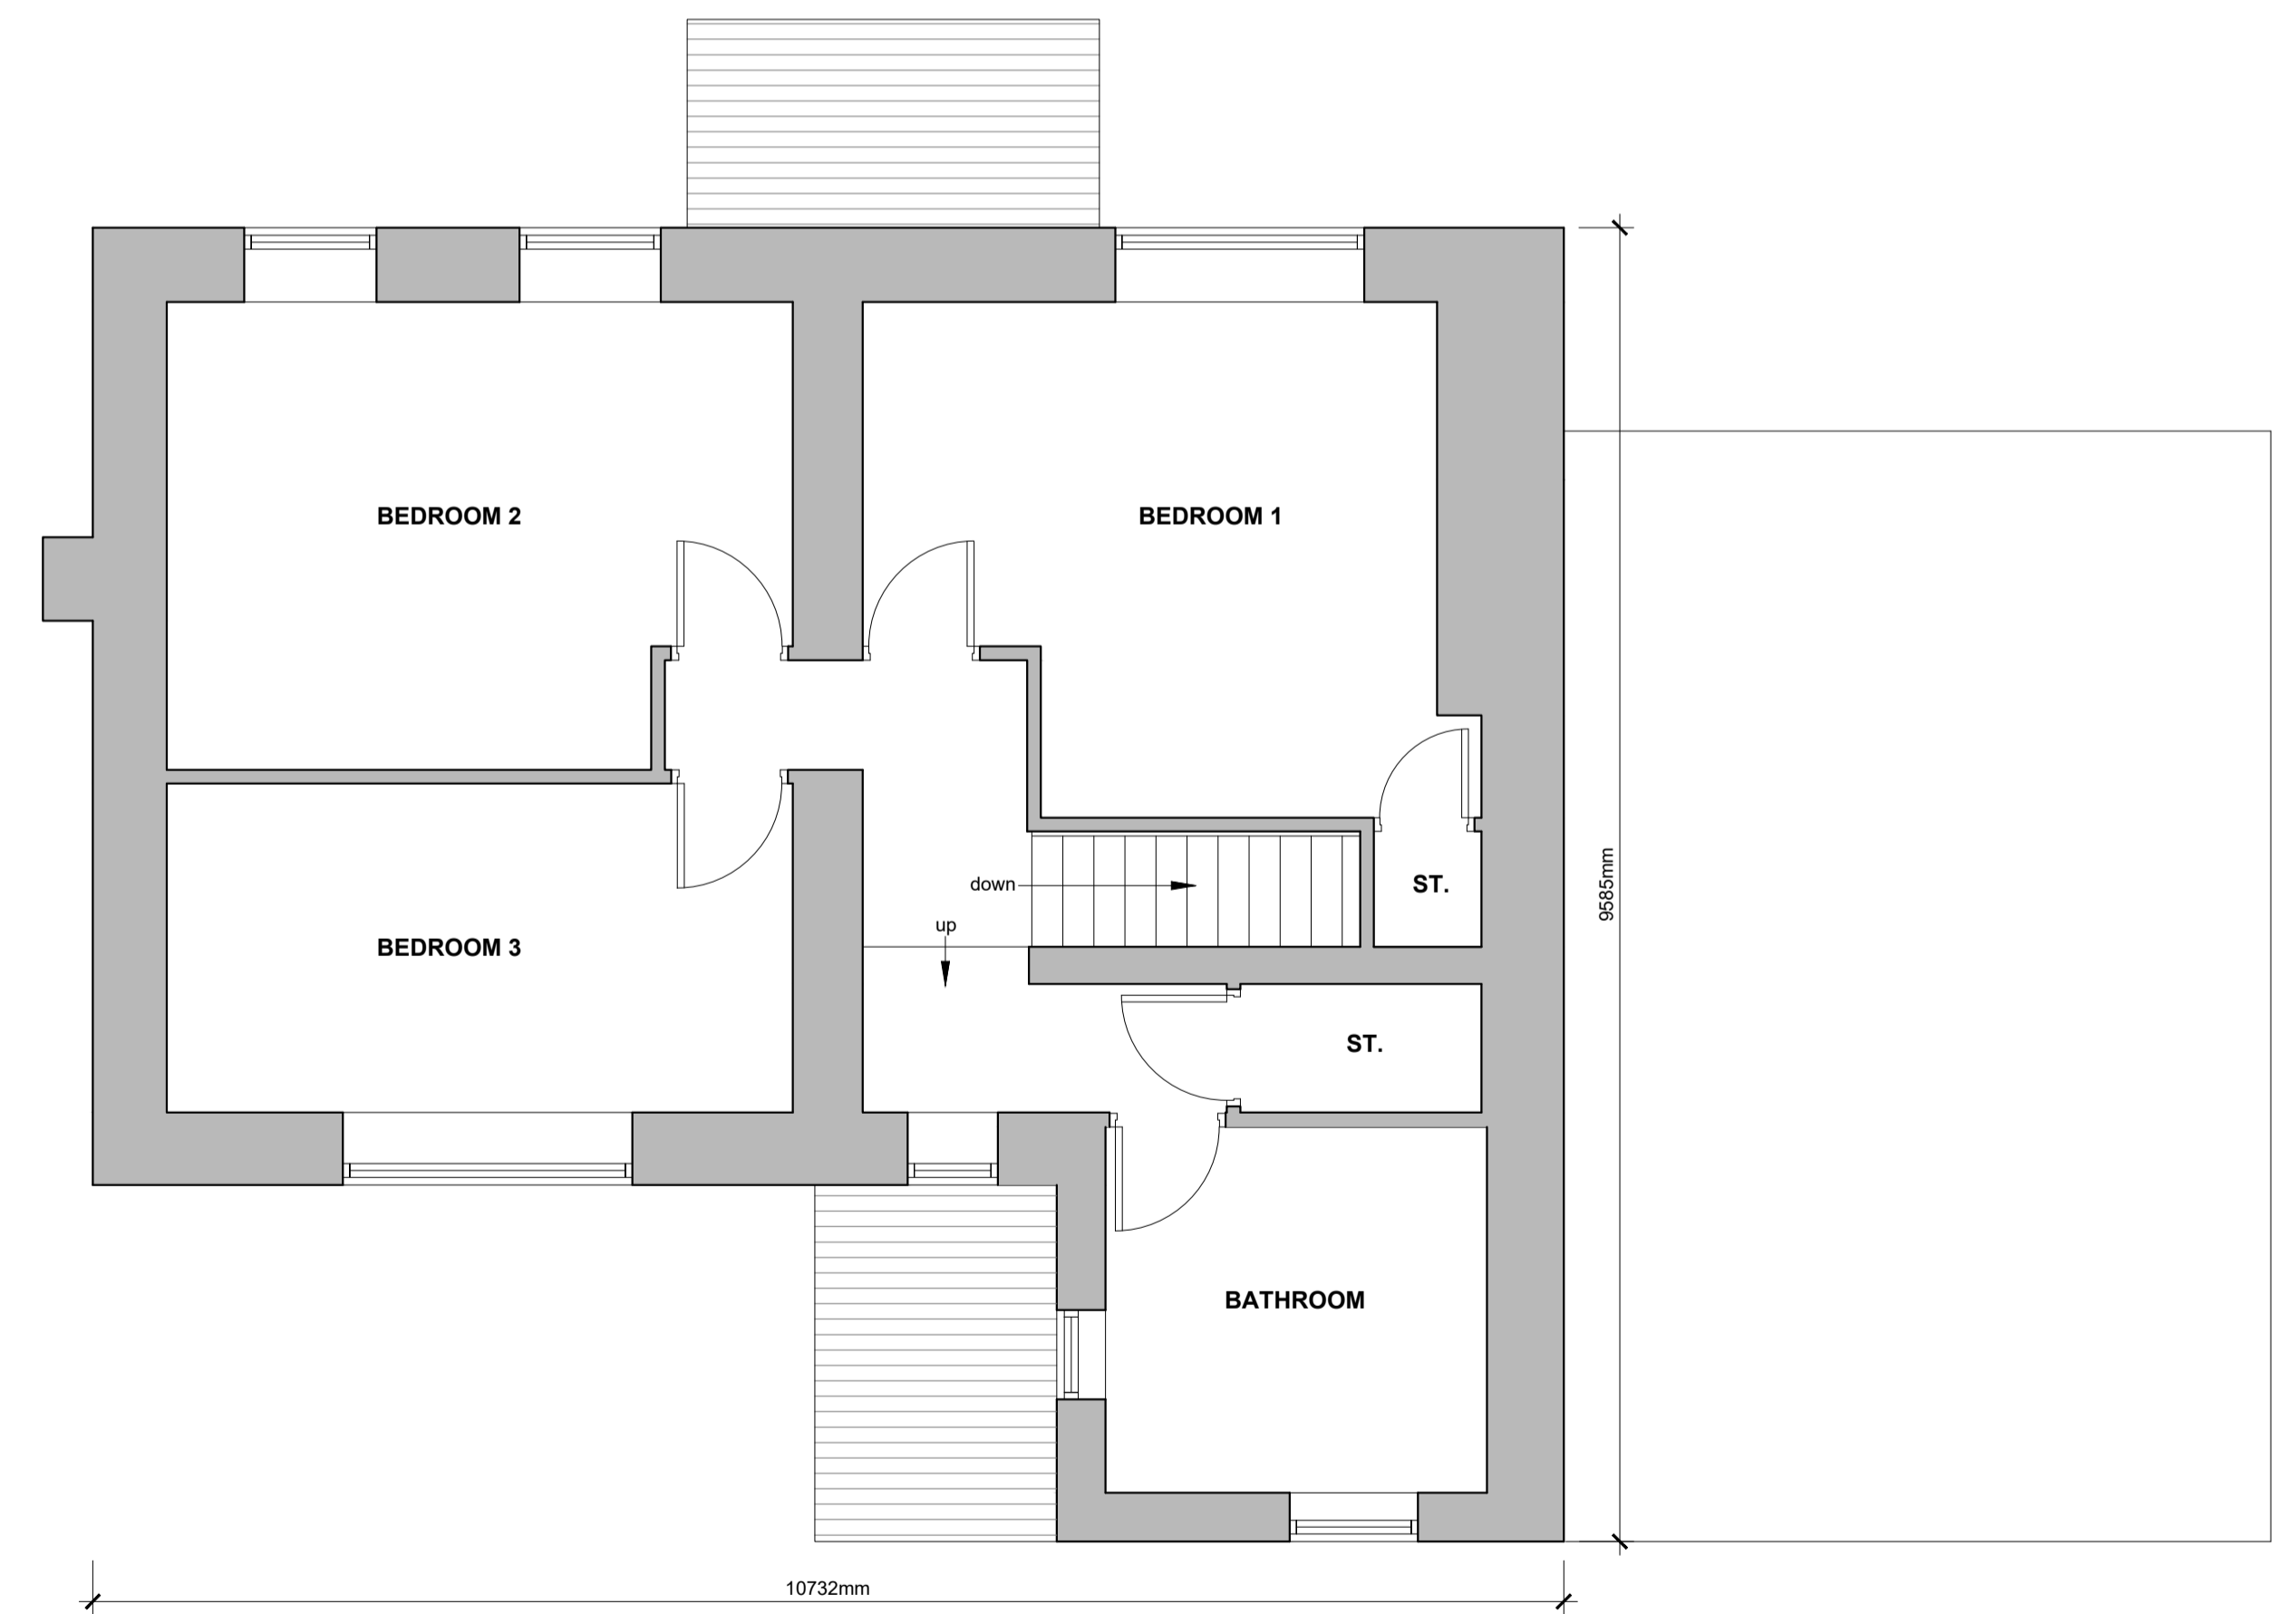 BEDROOM 2
BEDROOM 1
down
ST.
9585mm
up
BEDROOM 3
ST.
BATHROOM
10732mm